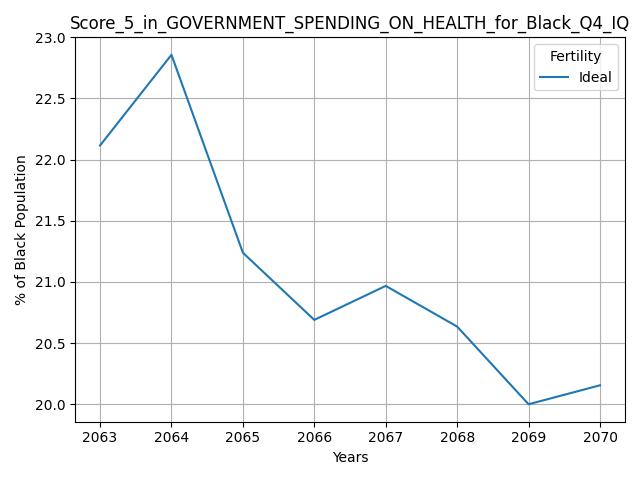 Score_5_in_GOVERNMENT_SPENDING_ON_HEALTH_for_Black_Q4_IQ
Fertility
Ideal
% of Black Population
23.0
22.5
22.0
21.5
21.0
20.5
20.0
2063 2064 2065 2066 2067 2068 2069 2070
Years